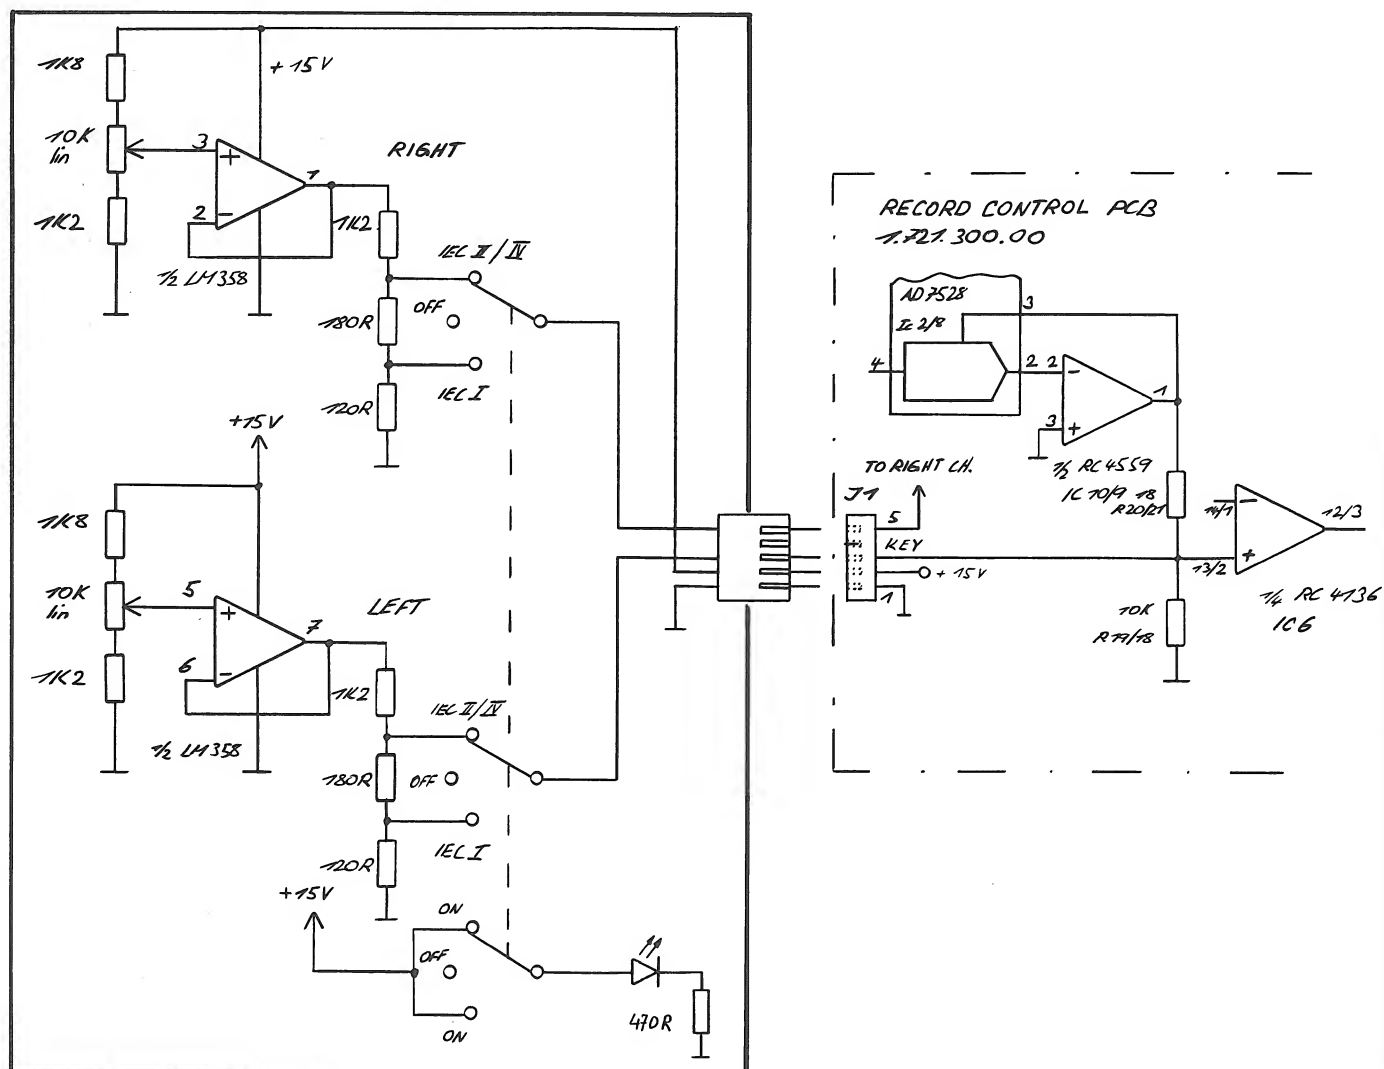 1K8
+15V
10K
lin
3
1
RIGHT
2
1K2
1K2
1/2 LM358
IEC II/IV
OFF
180R
IEC I
120R
+15V
1K8
10K
lin
5
7
LEFT
6
1K2
1K2
1/2 LM358
IEC II/IV
180R
OFF
IEC I
120R
+15V
ON
OFF
ON
470R
RECORD CONTROL PCB
1.721.300.00
AD7528
3
IC 2/8
4
2 2
1
3
1/2 RC4559
IC 10/9
18
R20/21
TO RIGHT CH.
J1
5
KEY
+15V
1
14/1
12/3
13/2
10K
R19/18
1/4 RC 4136
IC6